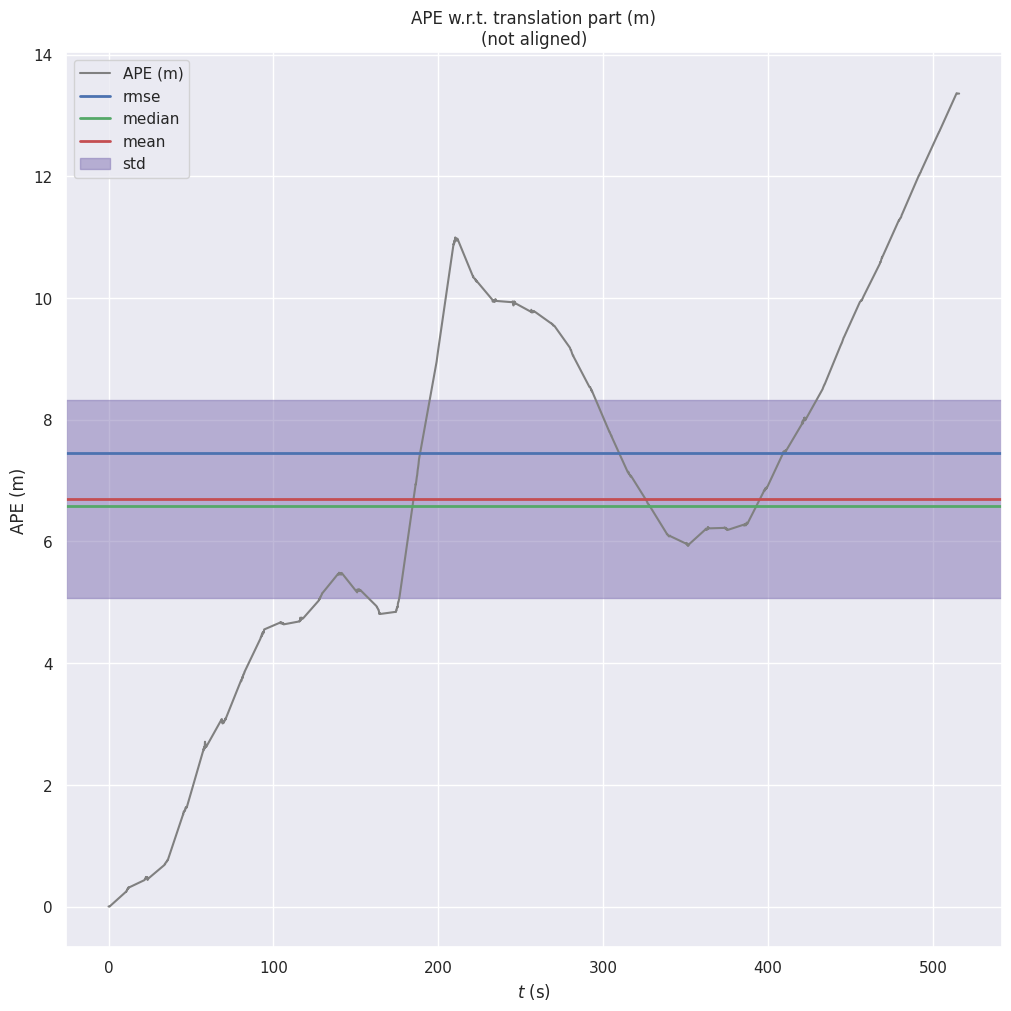 APE w.r.t. translation part (m)
(not aligned)
14
12
10
8
6
4
2
0
APE (m)
APE (m)
rmse
median
mean
std
0
100
200
300
400
500
t (s)